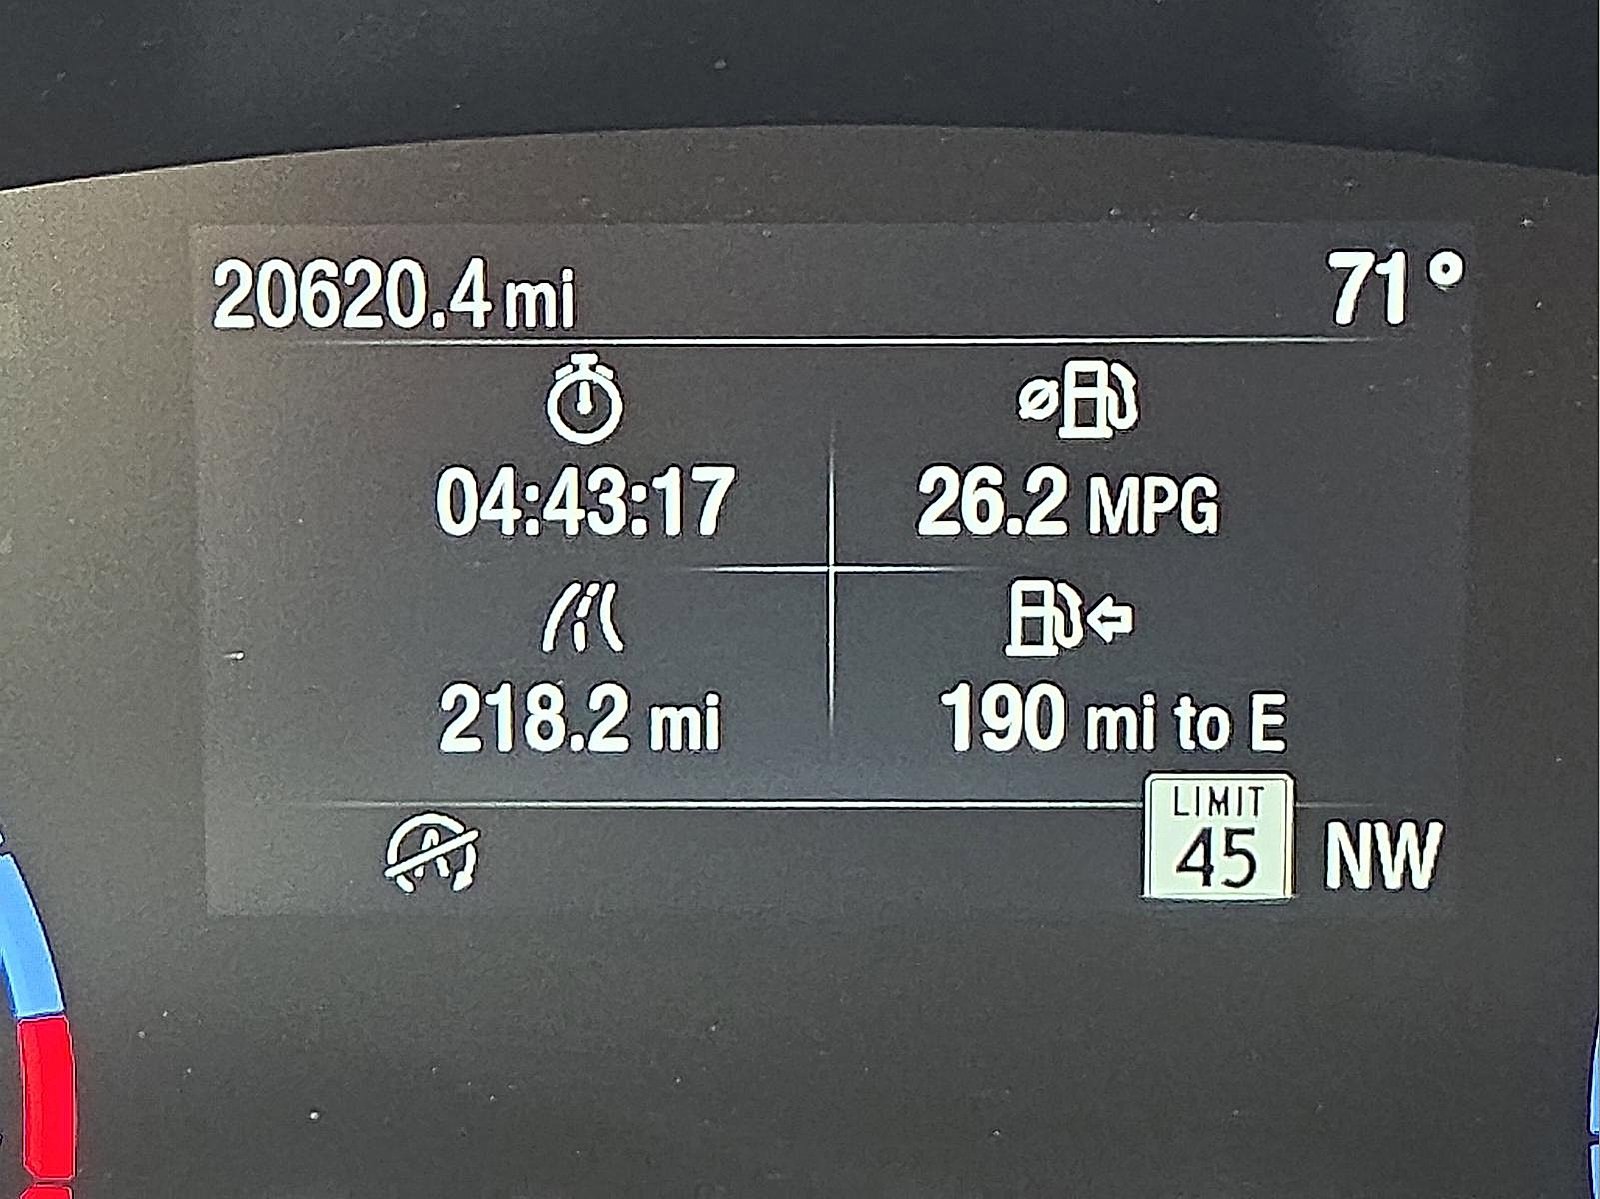 20620.4 mi 71°
04:43:17 26.2 MPG
218.2 mi 190 mi to E
LIMIT
45 NW